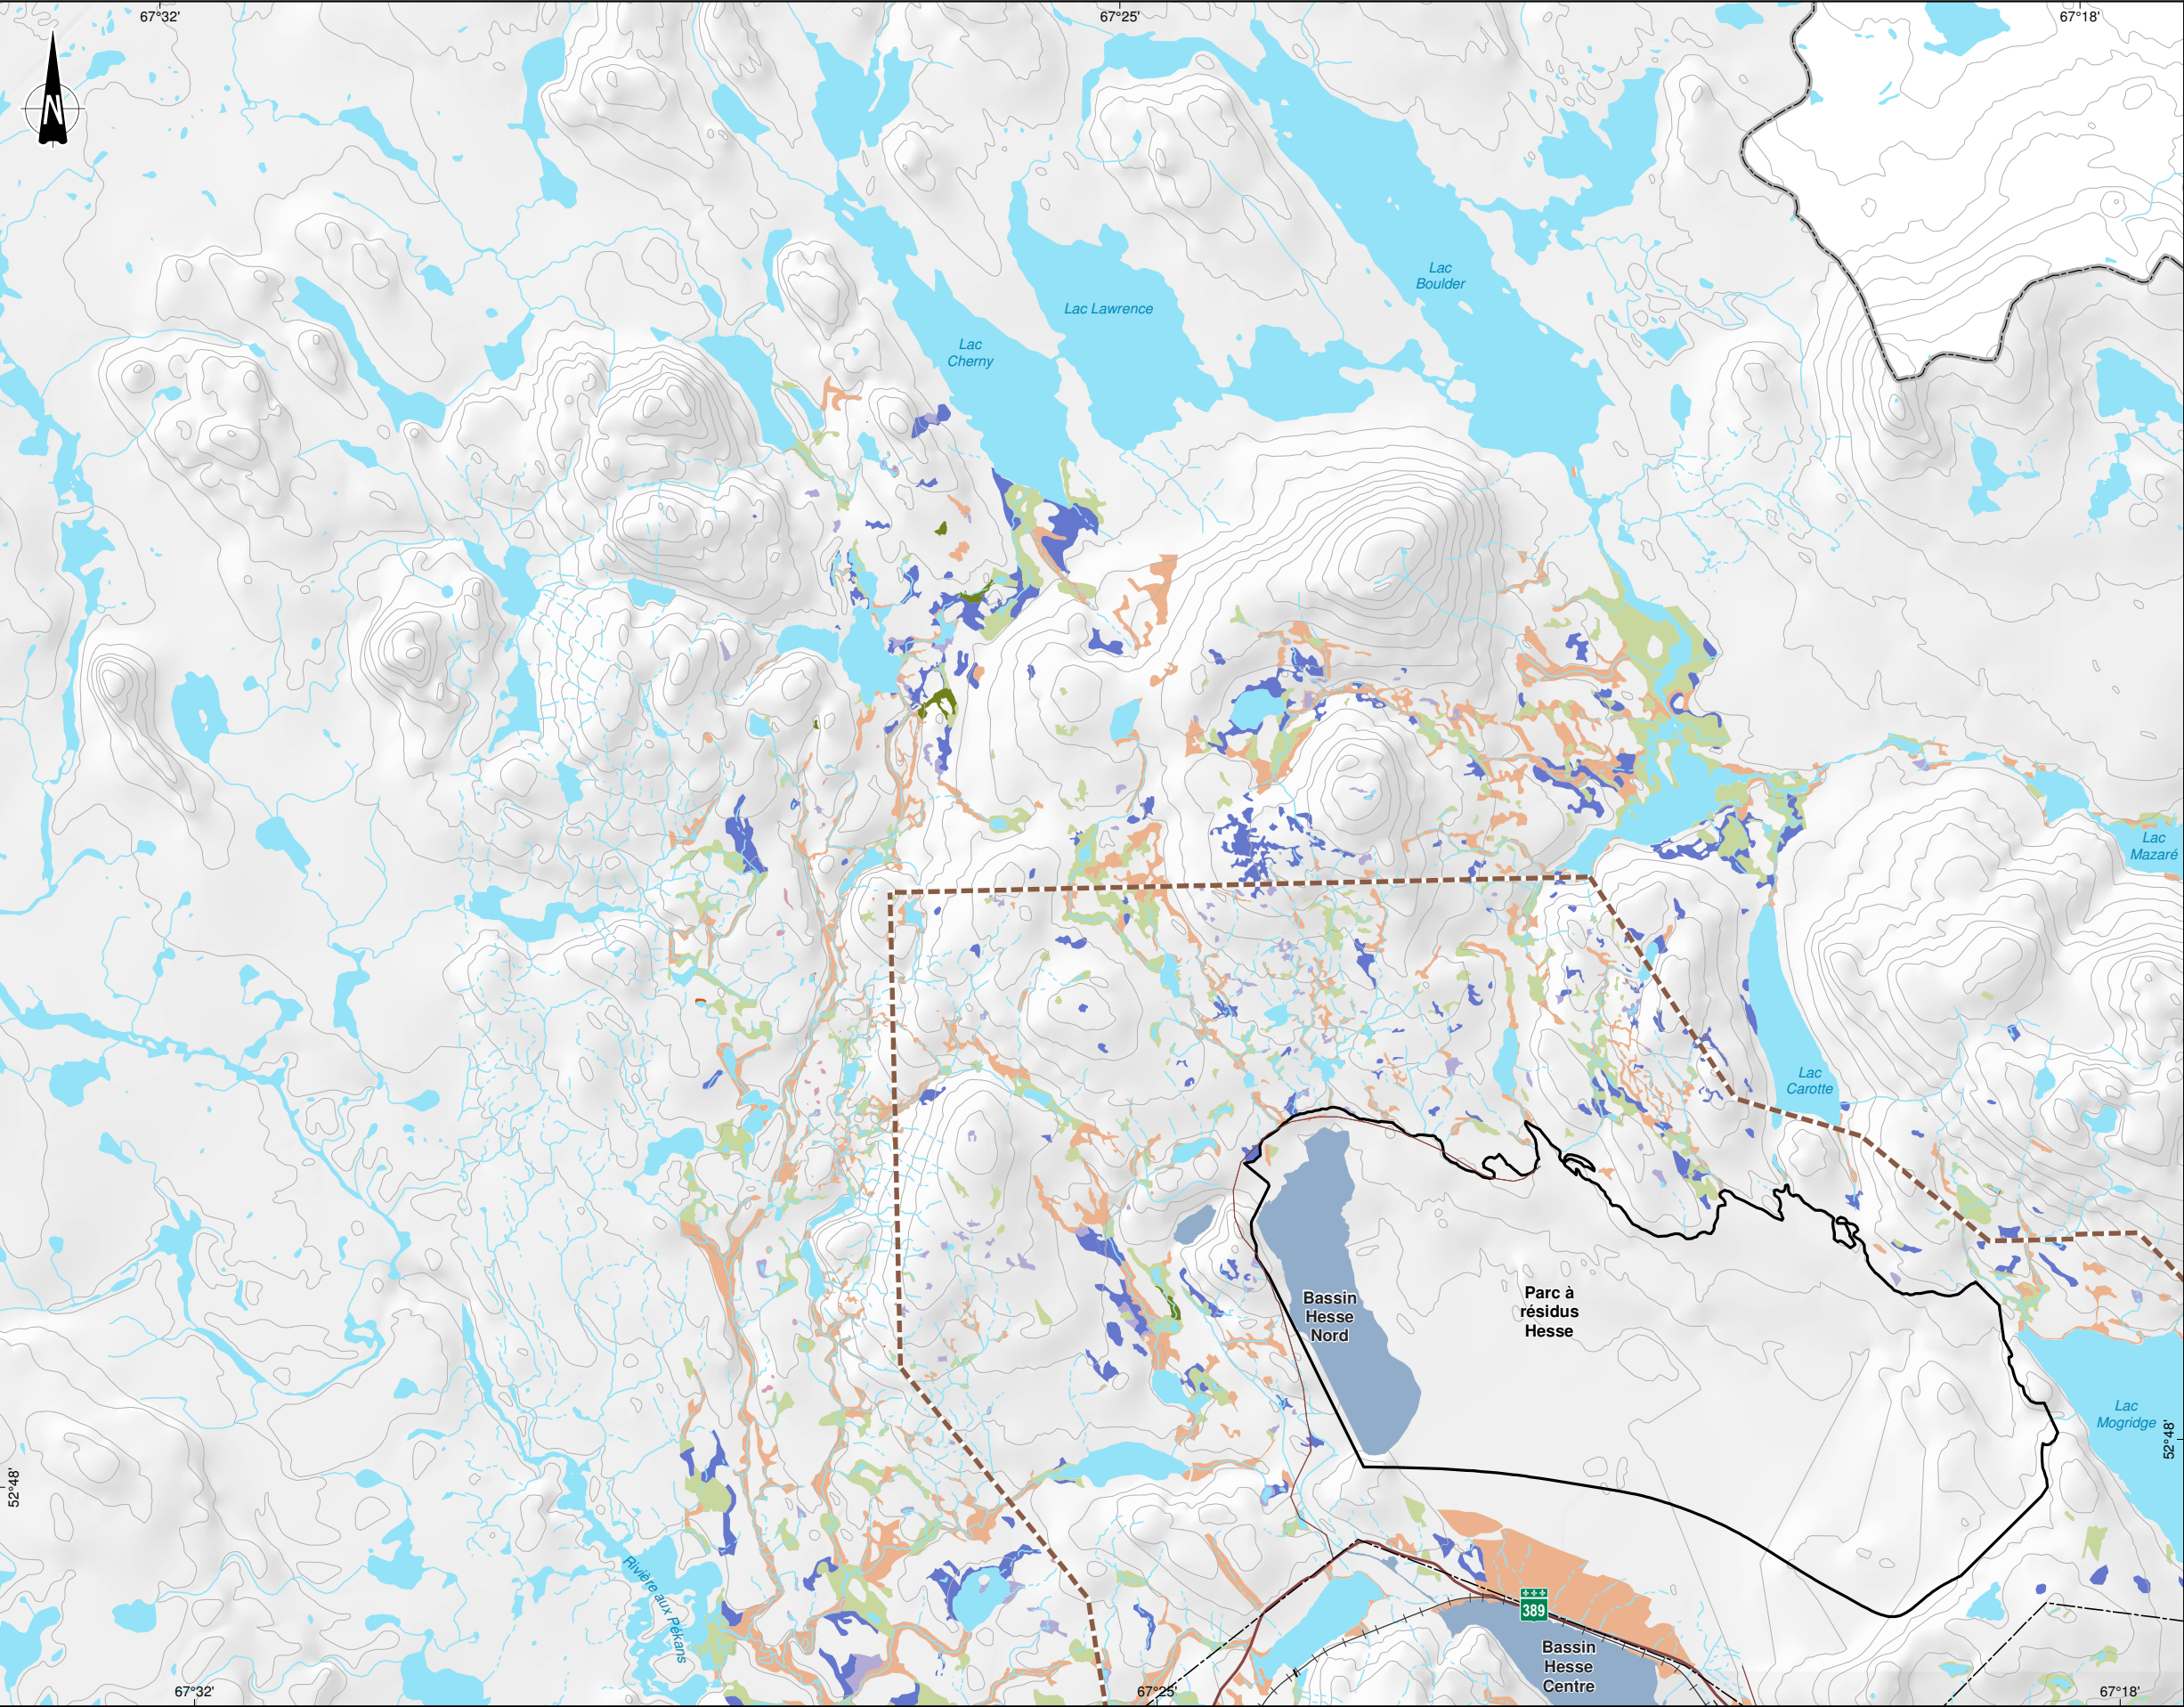 67°32'
67°25'
67°18'
N
Lac
Boulder
Lac Lawrence
Lac
Cherny
Lac
Mazaré
Lac
Carotte
Bassin
Hesse
Nord
Parc à
résidus
Hesse
Lac
Mogridge
52°48'
52°48'
Rivière aux Pékans
389
Bassin
Hesse
Centre
67°32'
67°25'
67°18'